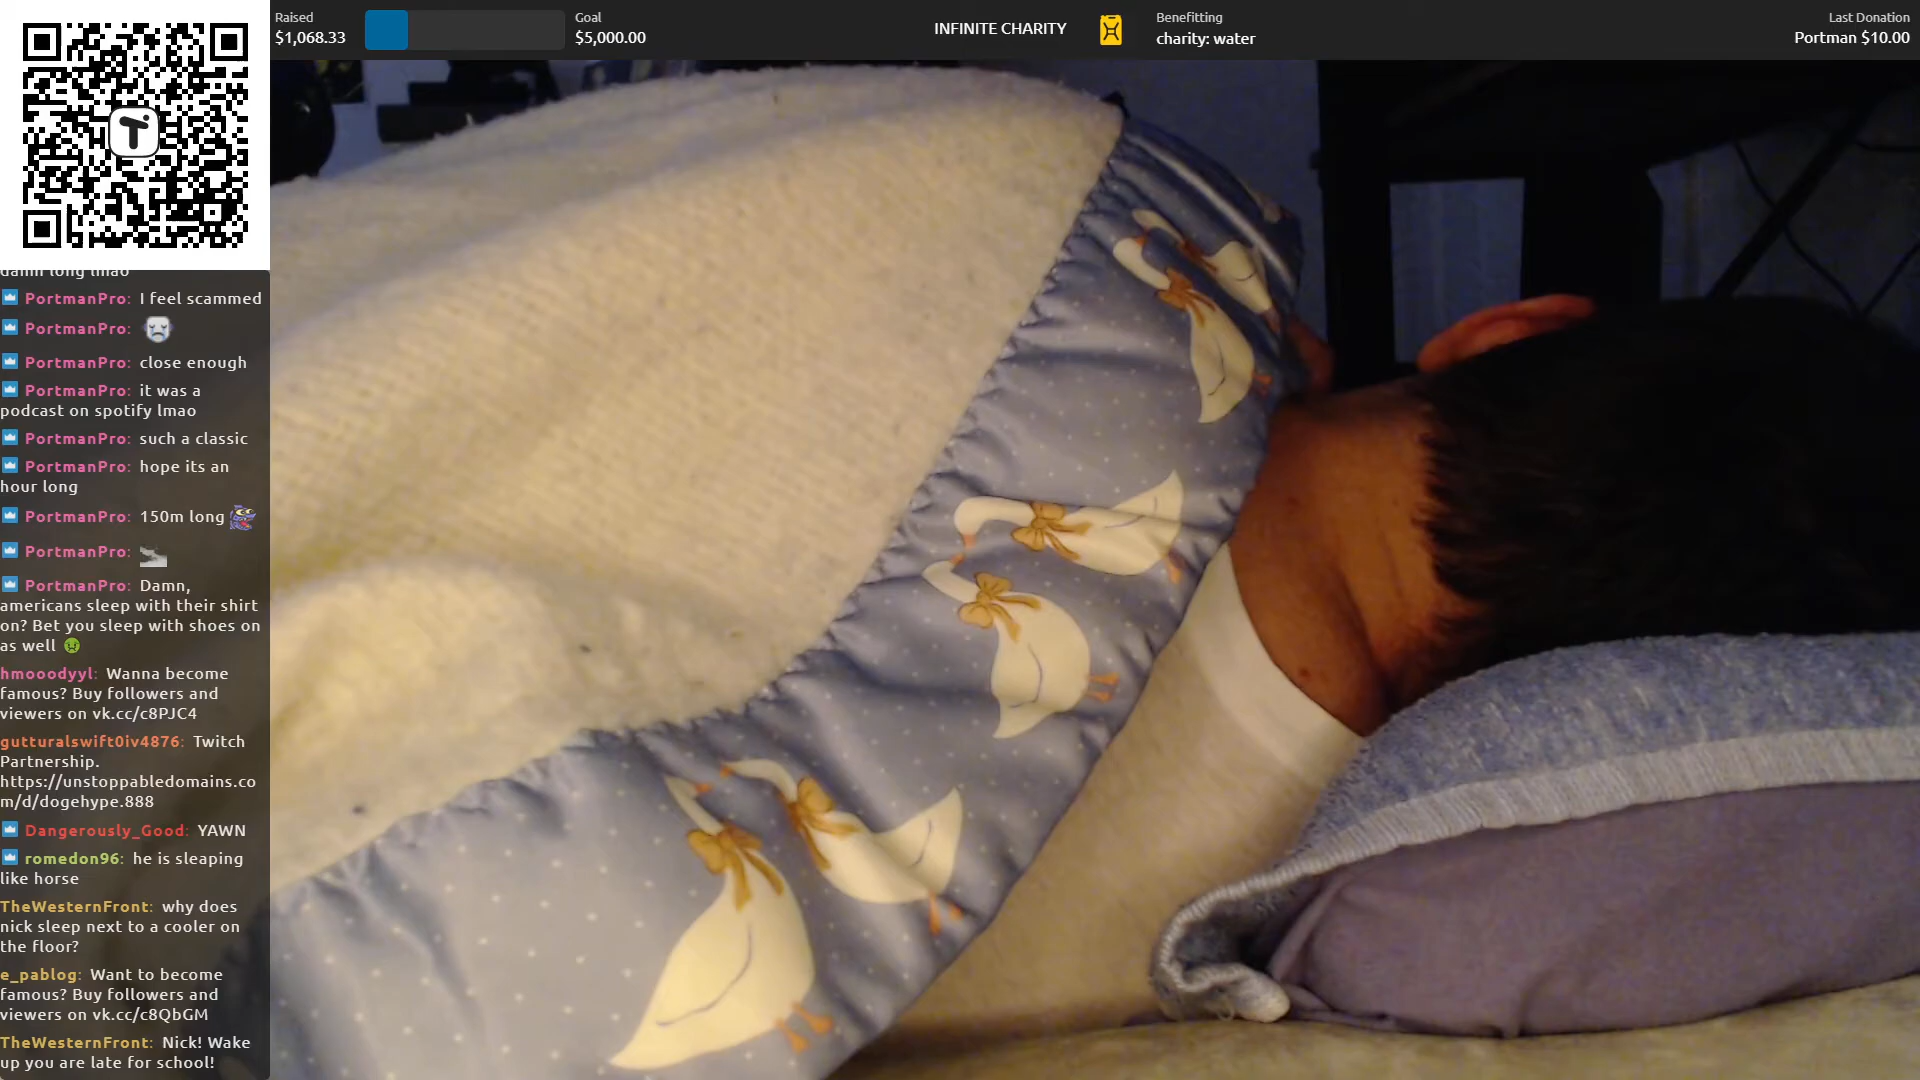 Raised
$1,068.33
Goal
$5,000.00
INFINITE CHARITY
Benefitting
charity: water
Last Donation
Portman $10.00
damn long lmao
PortmanPro: I feel scammed
PortmanPro:
PortmanPro: close enough
PortmanPro: it was a
podcast on spotify lmao
PortmanPro: such a classic
PortmanPro: hope its an
hour long
PortmanPro: 150m long
PortmanPro:
PortmanPro: Damn,
americans sleep with their shirt
on? Bet you sleep with shoes on
as well
hmooodyyl: Wanna become
famous? Buy followers and
viewers on vk.cc/c8PJC4
gutturalswift0iv4876: Twitch
Partnership.
https://unstoppabledomains.co
m/d/dogehype.888
Dangerously_Good: YAWN
romedon96: he is sleaping
like horse
TheWesternFront: why does
nick sleep next to a cooler on
the floor?
e_pablog: Want to become
famous? Buy followers and
viewers on vk.cc/c8QbGM
TheWesternFront: Nick! Wake
up you are late for school!